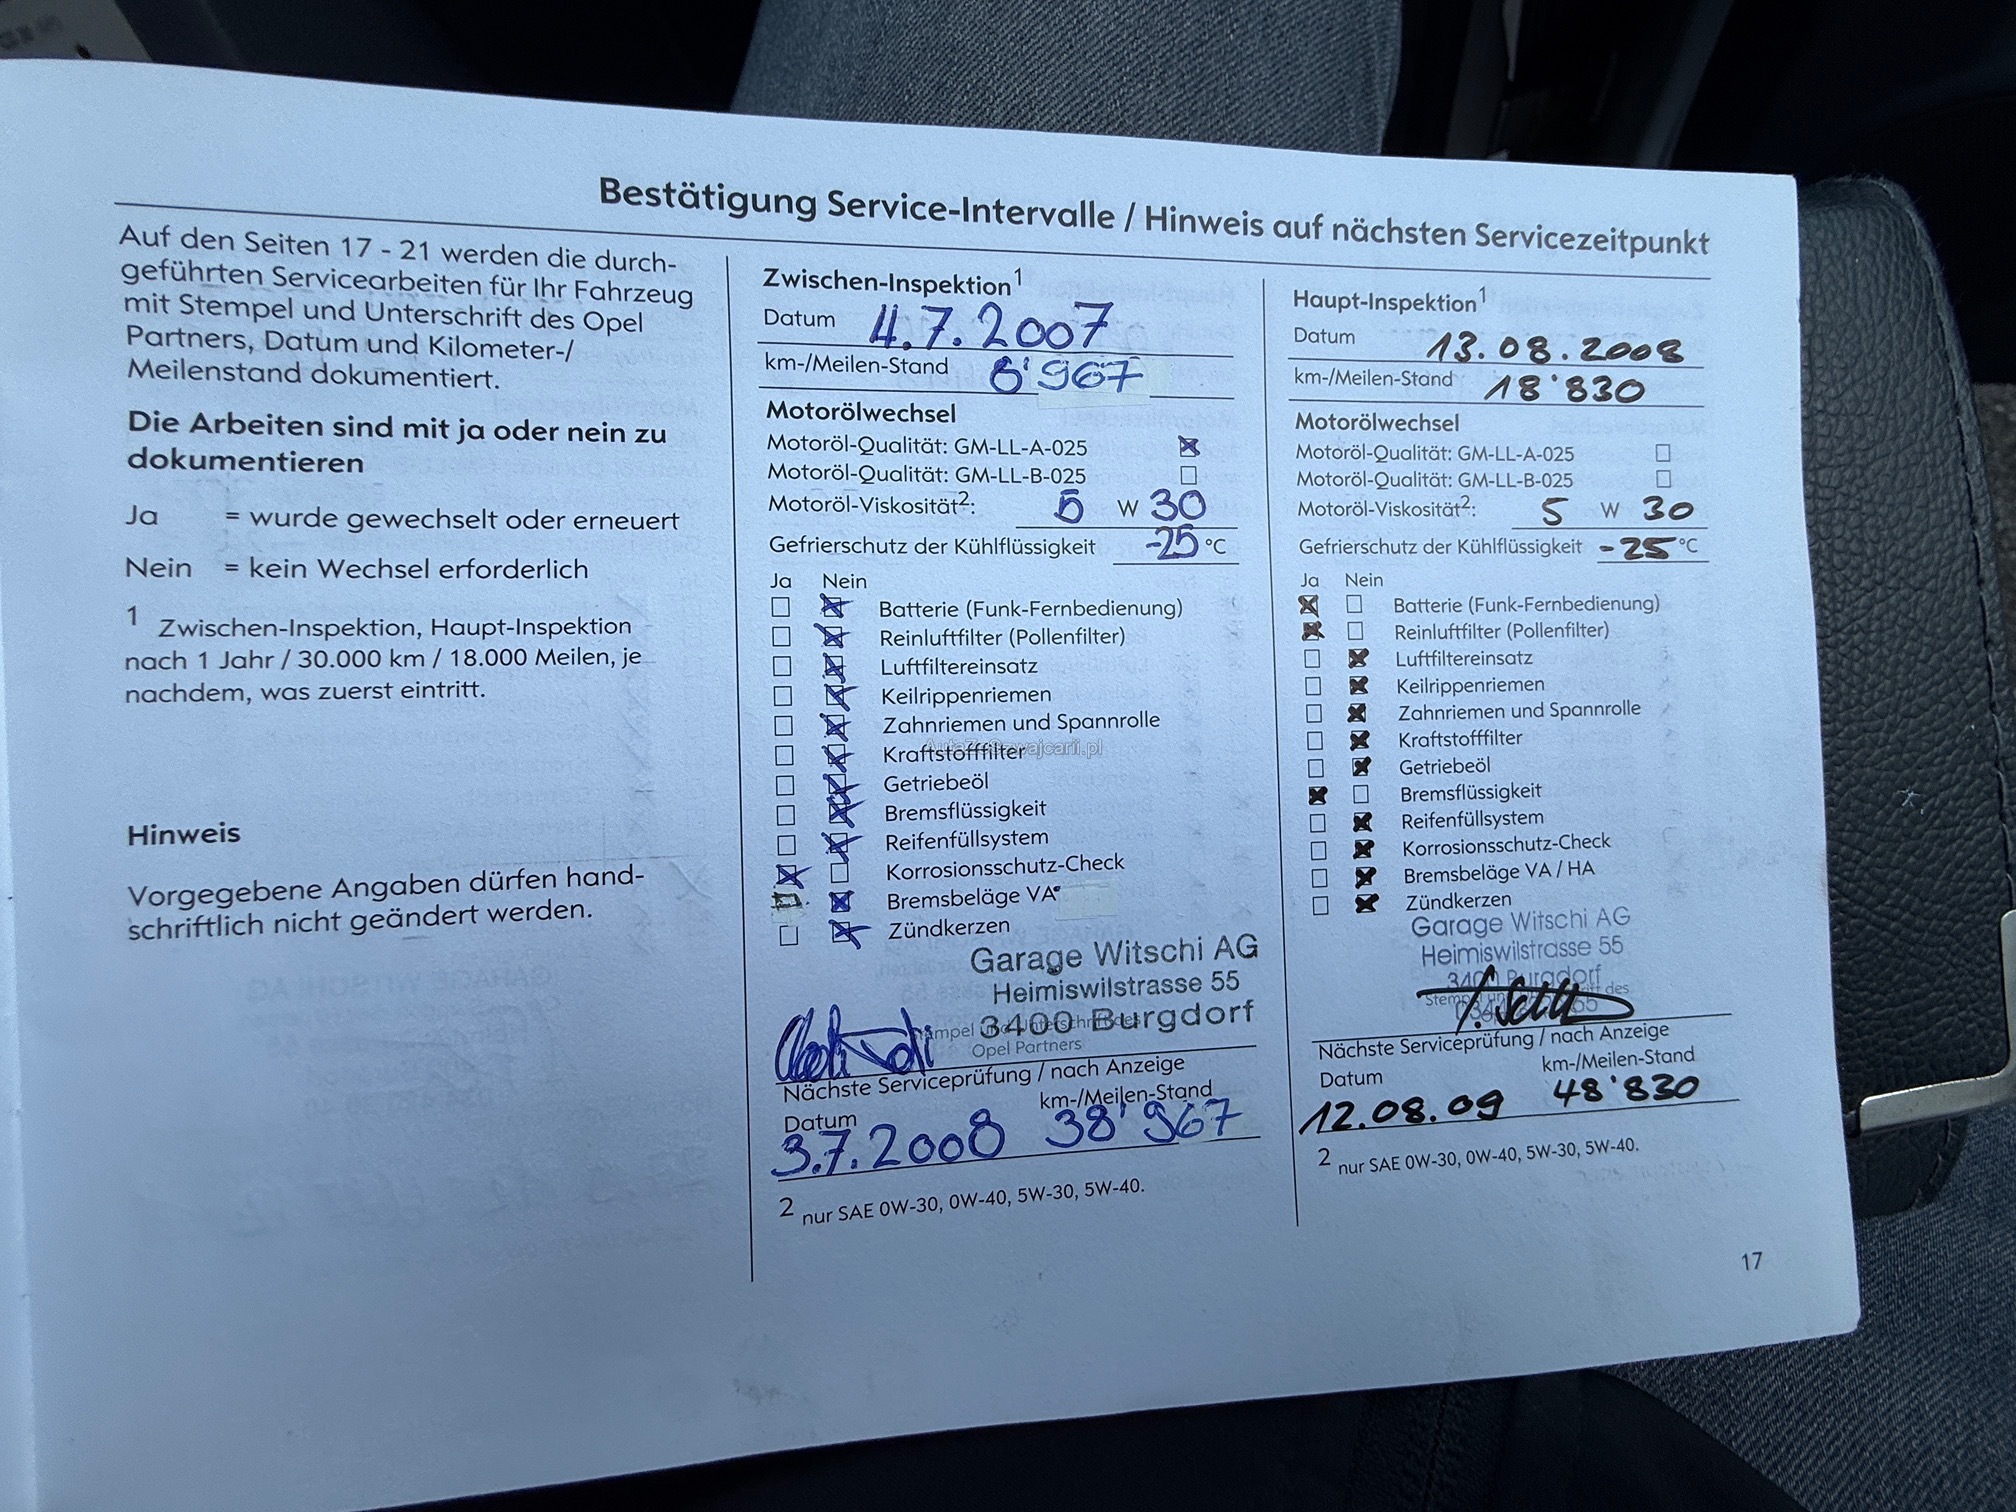 Bestätigung Service-Intervalle / Hinweis auf nächsten Servicezeitpunkt
Auf den Seiten 17 - 21 werden die durch-
geführten Servicearbeiten für Ihr Fahrzeug
mit Stempel und Unterschrift des Opel
Partners, Datum und Kilometer-/
Meilenstand dokumentiert.
Die Arbeiten sind mit ja oder nein zu
dokumentieren
Ja = wurde gewechselt oder erneuert
Nein = kein Wechsel erforderlich
1 Zwischen-Inspektion, Haupt-Inspektion
nach 1 Jahr / 30.000 km / 18.000 Meilen, je
nachdem, was zuerst eintritt.
Hinweis
Vorgegebene Angaben dürfen hand-
schriftlich nicht geändert werden.
Zwischen-Inspektion1
Datum 4.7.2007
km-/Meilen-Stand 8'967
Motorölwechsel
Motoröl-Qualität: GM-LL-A-025
Motoröl-Qualität: GM-LL-B-025
Motoröl-Viskosität2: 5 W 30
Gefrierschutz der Kühlflüssigkeit -25 °C
Ja Nein
Batterie (Funk-Fernbedienung)
Reinluftfilter (Pollenfilter)
Luftfiltereinsatz
Keilrippenriemen
Zahnriemen und Spannrolle
Kraftstofffilter
Getriebeöl
Bremsflüssigkeit
Reifenfüllsystem
Korrosionsschutz-Check
Bremsbeläge VA
Zündkerzen
Garage Witschi AG
Heimiswilstrasse 55
3400 Burgdorf
Opel Partners
Nächste Serviceprüfung / nach Anzeige
Datum km-/Meilen-Stand
3.7.2008 38'967
2 nur SAE 0W-30, 0W-40, 5W-30, 5W-40.
Haupt-Inspektion1
Datum 13.08.2008
km-/Meilen-Stand 18'830
Motorölwechsel
Motoröl-Qualität: GM-LL-A-025
Motoröl-Qualität: GM-LL-B-025
Motoröl-Viskosität2: 5 W 30
Gefrierschutz der Kühlflüssigkeit -25 °C
Ja Nein
Batterie (Funk-Fernbedienung)
Reinluftfilter (Pollenfilter)
Luftfiltereinsatz
Keilrippenriemen
Zahnriemen und Spannrolle
Kraftstofffilter
Getriebeöl
Bremsflüssigkeit
Reifenfüllsystem
Korrosionsschutz-Check
Bremsbeläge VA / HA
Zündkerzen
Garage Witschi AG
Heimiswilstrasse 55
3400 Burgdorf
Nächste Serviceprüfung / nach Anzeige
Datum km-/Meilen-Stand
12.08.09 48'830
2 nur SAE 0W-30, 0W-40, 5W-30, 5W-40.
17